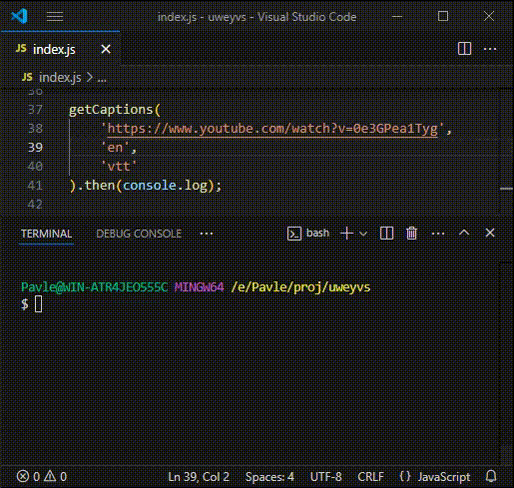 index.js - uweyvs - Visual Studio Code
JS index.js
JS index.js > ...
36
37 getCaptions(
38 'https://www.youtube.com/watch?v=0e3GPea1Tyg',
39 'en',
40 'vtt'
41 ).then(console.log);
42
TERMINAL DEBUG CONSOLE ... bash
Pavle@WIN-ATR4JEO555C MINGW64 /e/Pavle/proj/uweyvs
$
0 0 Ln 39, Col 2 Spaces: 4 UTF-8 CRLF {} JavaScript